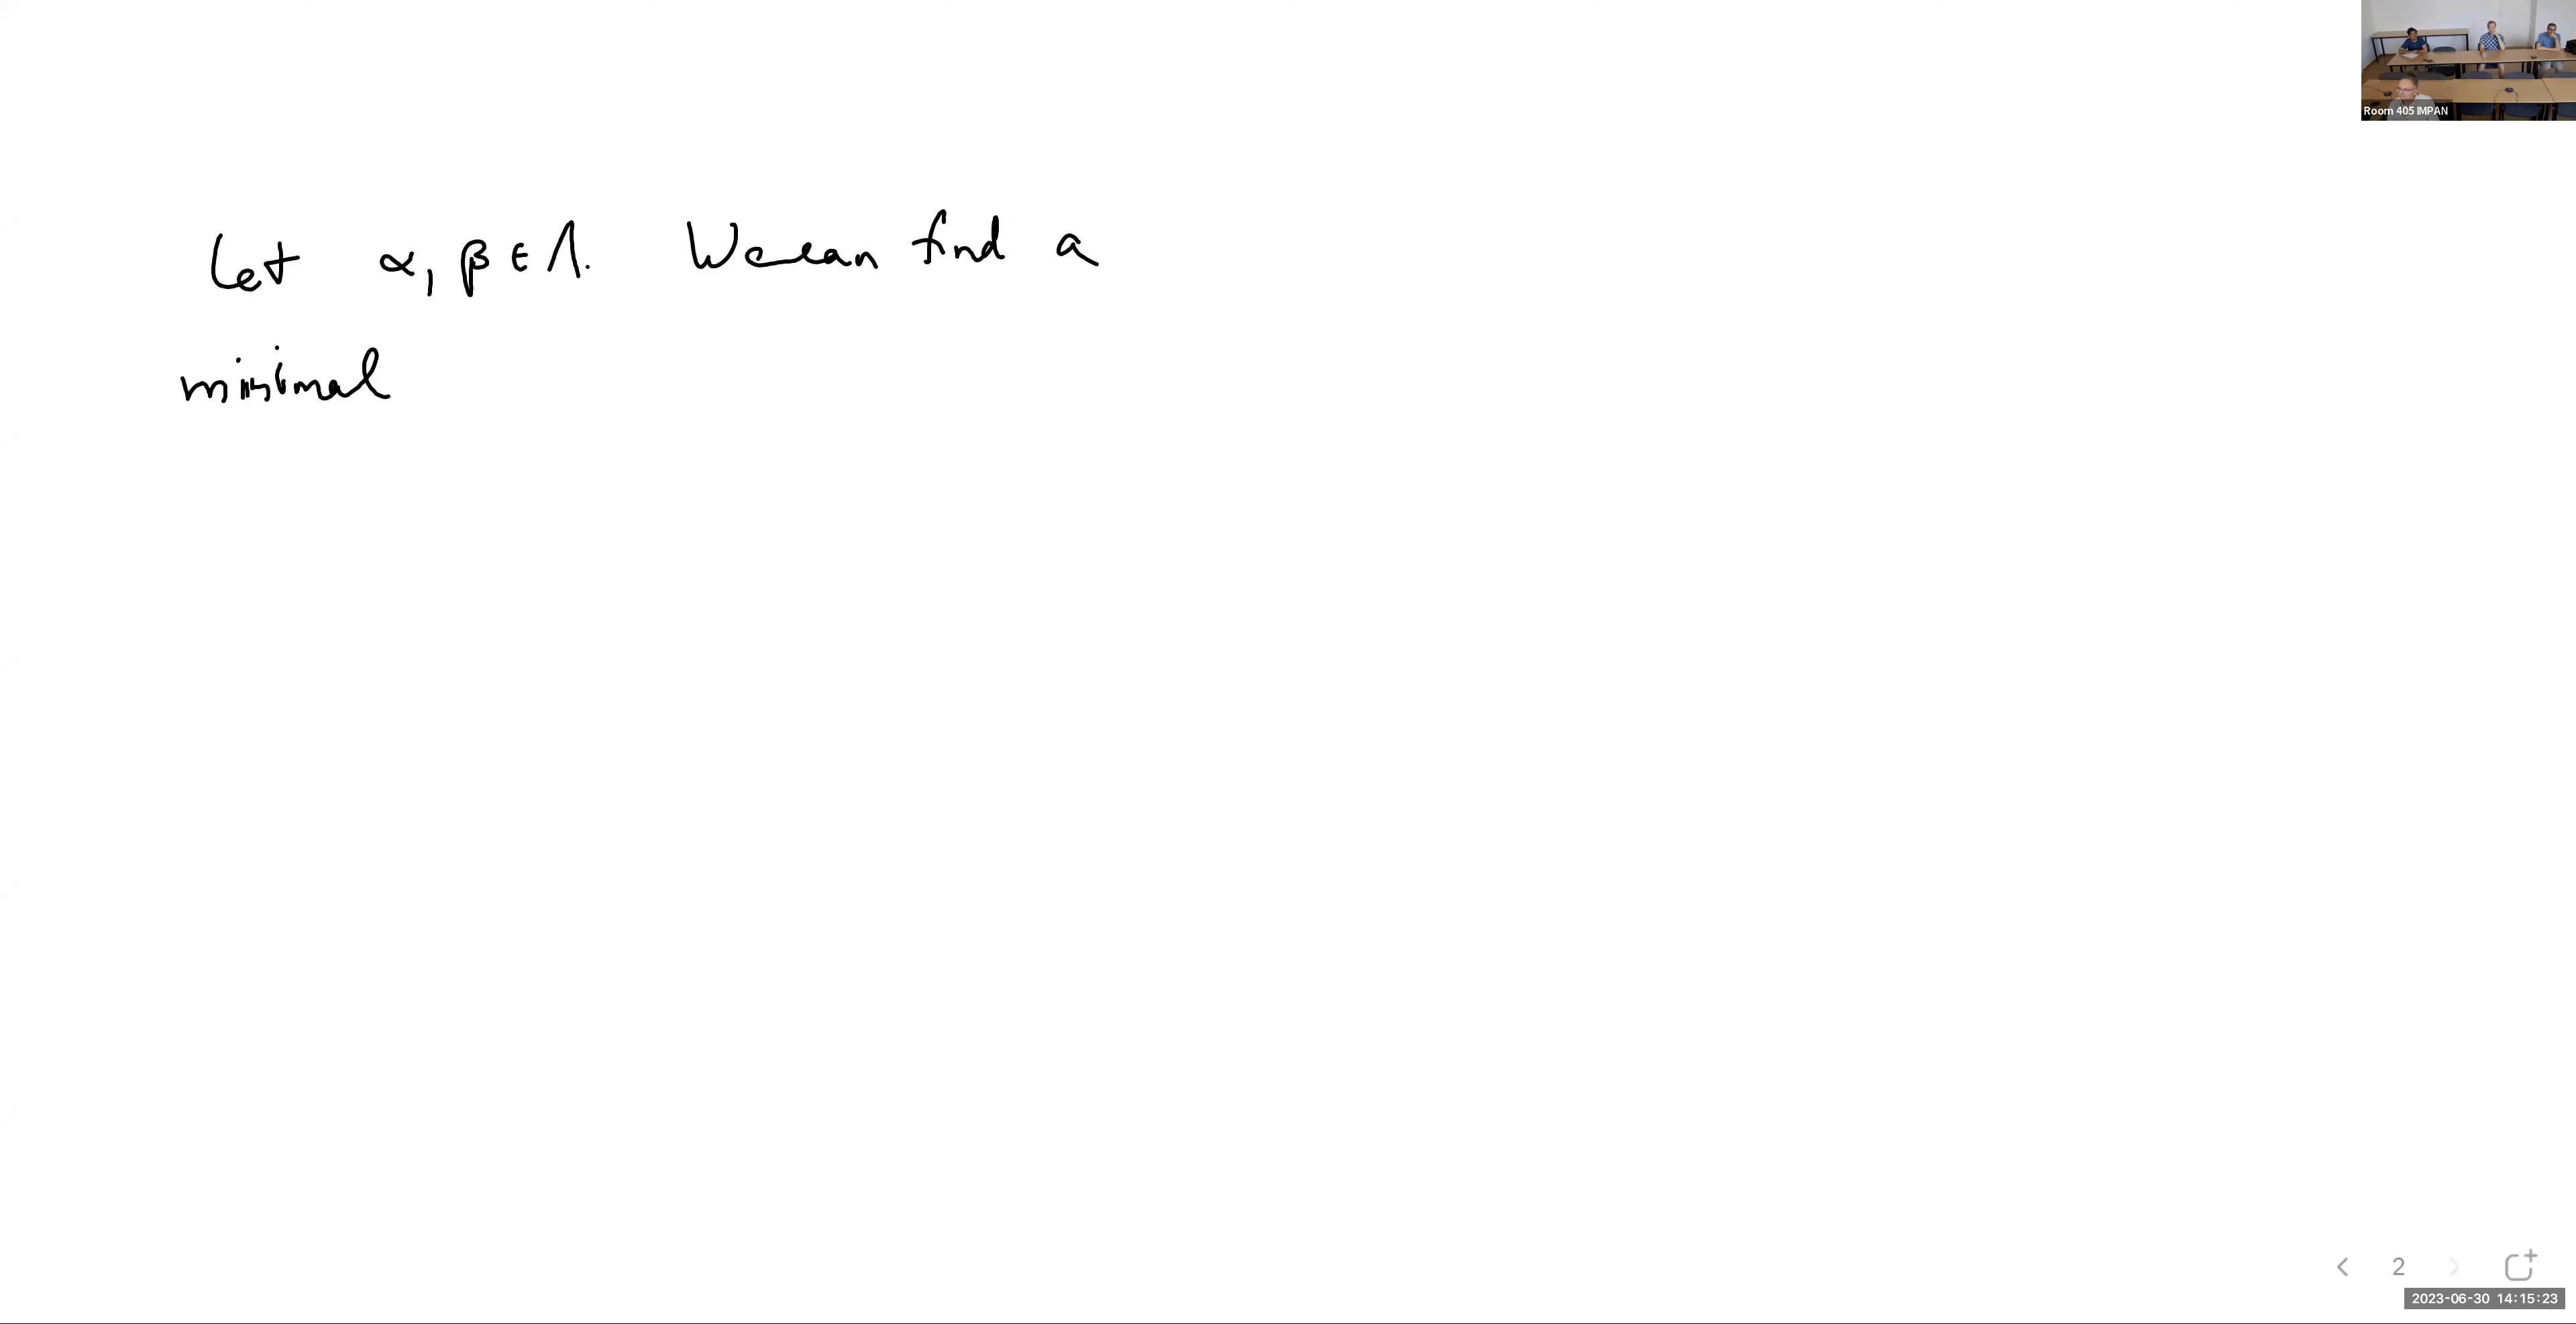 Room 405 IMPAN
Let α, β ∈ Λ. We can find a
minimal
2
2023-06-30 14:15:23